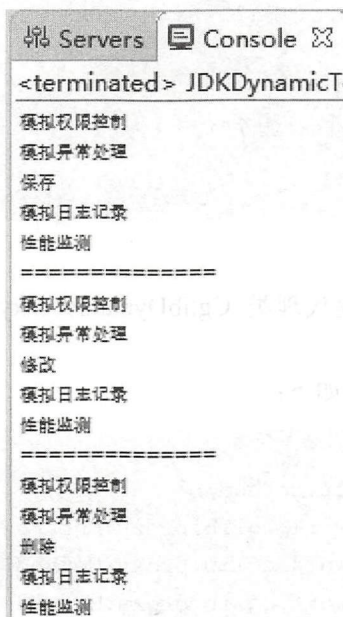 Servers Console
<terminated> JDKDynamicT
模拟权限控制
模拟异常处理
保存
模拟日志记录
性能监测
==============
模拟权限控制
模拟异常处理
修改
模拟日志记录
性能监测
==============
模拟权限控制
模拟异常处理
删除
模拟日志记录
性能监测